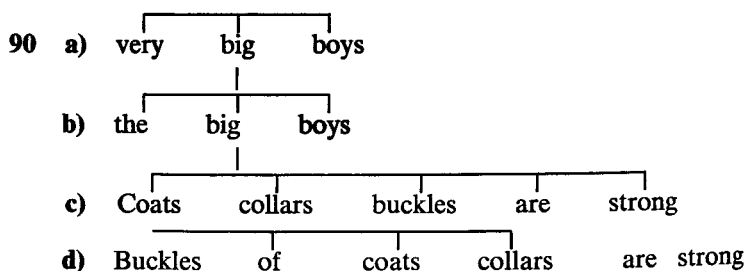 90 a) very big boys
b) the big boys
c) Coats collars buckles are strong
d) Buckles of coats collars are strong